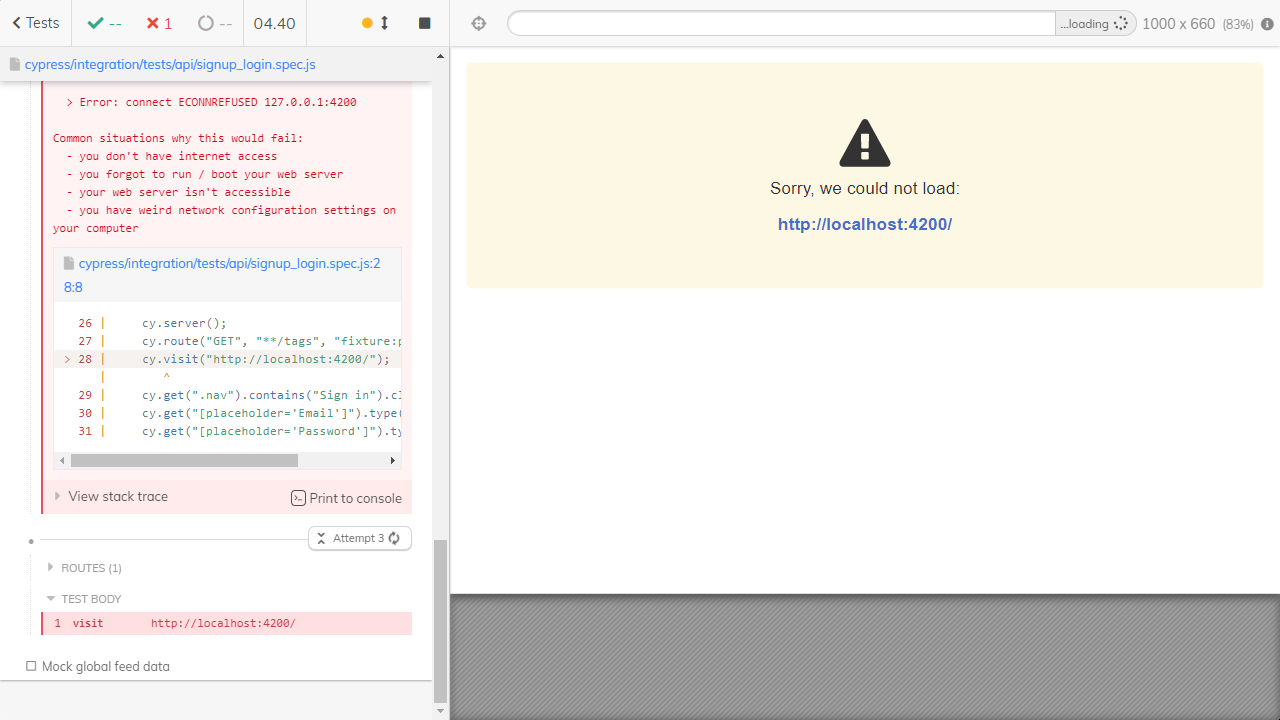 Tests
--
1
--
04.40
...loading
1000 x 660 (83%)
cypress/integration/tests/api/signup_login.spec.js
> Error: connect ECONNREFUSED 127.0.0.1:4200
Common situations why this would fail:
- you don't have internet access
- you forgot to run / boot your web server
- your web server isn't accessible
- you have weird network configuration settings on
your computer
cypress/integration/tests/api/signup_login.spec.js:2
8:8
26 | cy.server();
27 | cy.route("GET", "**/tags", "fixture:p
> 28 | cy.visit("http://localhost:4200/");
| ^
29 | cy.get(".nav").contains("Sign in").cl
30 | cy.get("[placeholder='Email']").type(
31 | cy.get("[placeholder='Password']").ty
View stack trace
Print to console
Attempt 3
ROUTES (1)
TEST BODY
1 visit http://localhost:4200/
Mock global feed data
Sorry, we could not load:
http://localhost:4200/